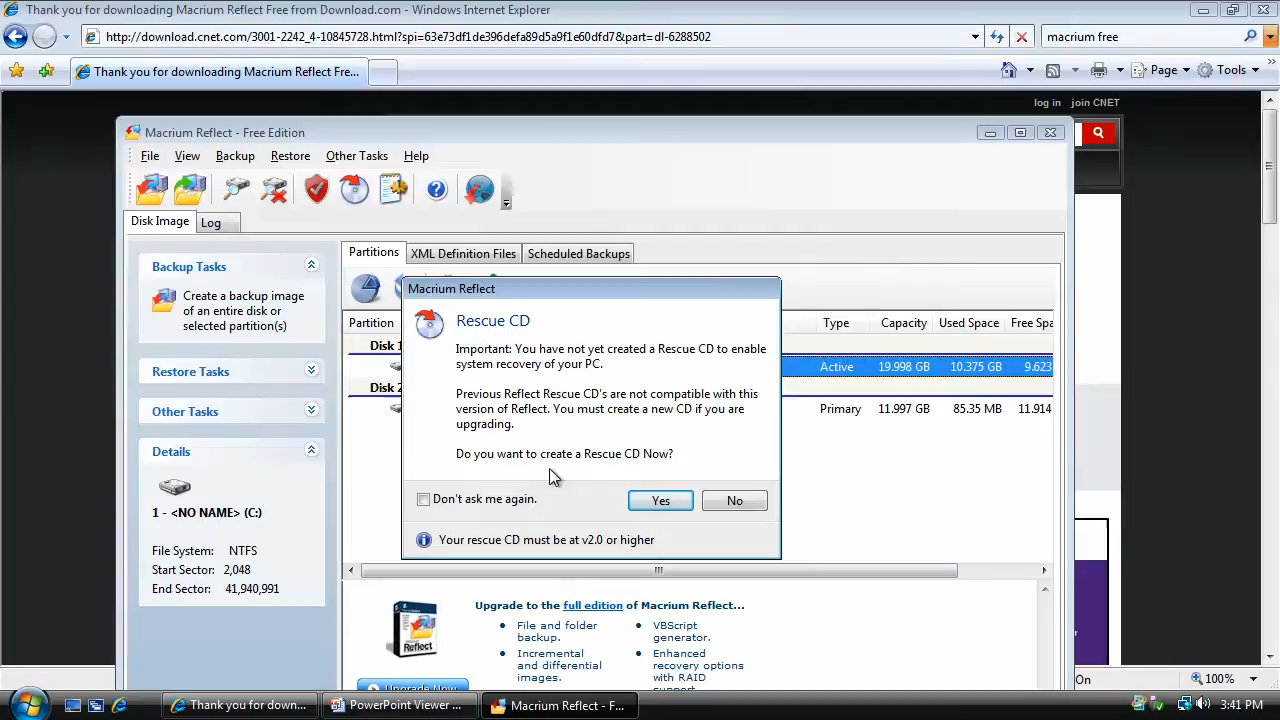 Thank you for downloading Macrium Reflect Free from Download.com - Windows Internet Explorer
http://download.cnet.com/3001-2242_4-10845728.html?spi=63e73df1de396defa89d5a9f1e60dfd7&part=dl-6288502
macrium free
Thank you for downloading Macrium Reflect Fre...
Page
Tools
log in join CNET
Macrium Reflect - Free Edition
File View Backup Restore Other Tasks Help
Disk Image Log
Partitions XML Definition Files Scheduled Backups
Backup Tasks
Create a backup image
of an entire disk or
selected partition(s)
Restore Tasks
Other Tasks
Details
1 - <NO NAME> (C:)
File System: NTFS
Start Sector: 2,048
End Sector: 41,940,991
Partition Type Capacity Used Space Free Spa
Disk 1
Active 19.998 GB 10.375 GB 9.623
Disk 2
Primary 11.997 GB 85.35 MB 11.914
Macrium Reflect
Rescue CD
Important: You have not yet created a Rescue CD to enable
system recovery of your PC.
Previous Reflect Rescue CD's are not compatible with this
version of Reflect. You must create a new CD if you are
upgrading.
Do you want to create a Rescue CD Now?
Don't ask me again.
Yes No
Your rescue CD must be at v2.0 or higher
Reflect
Upgrade to the full edition of Macrium Reflect...
• File and folder
backup.
• Incremental
and differential
images.
• VBScript
generator.
• Enhanced
recovery options
with RAID
support.
Upgrade Now
On
100%
Thank you for down...
PowerPoint Viewer ...
Macrium Reflect - F...
3:41 PM